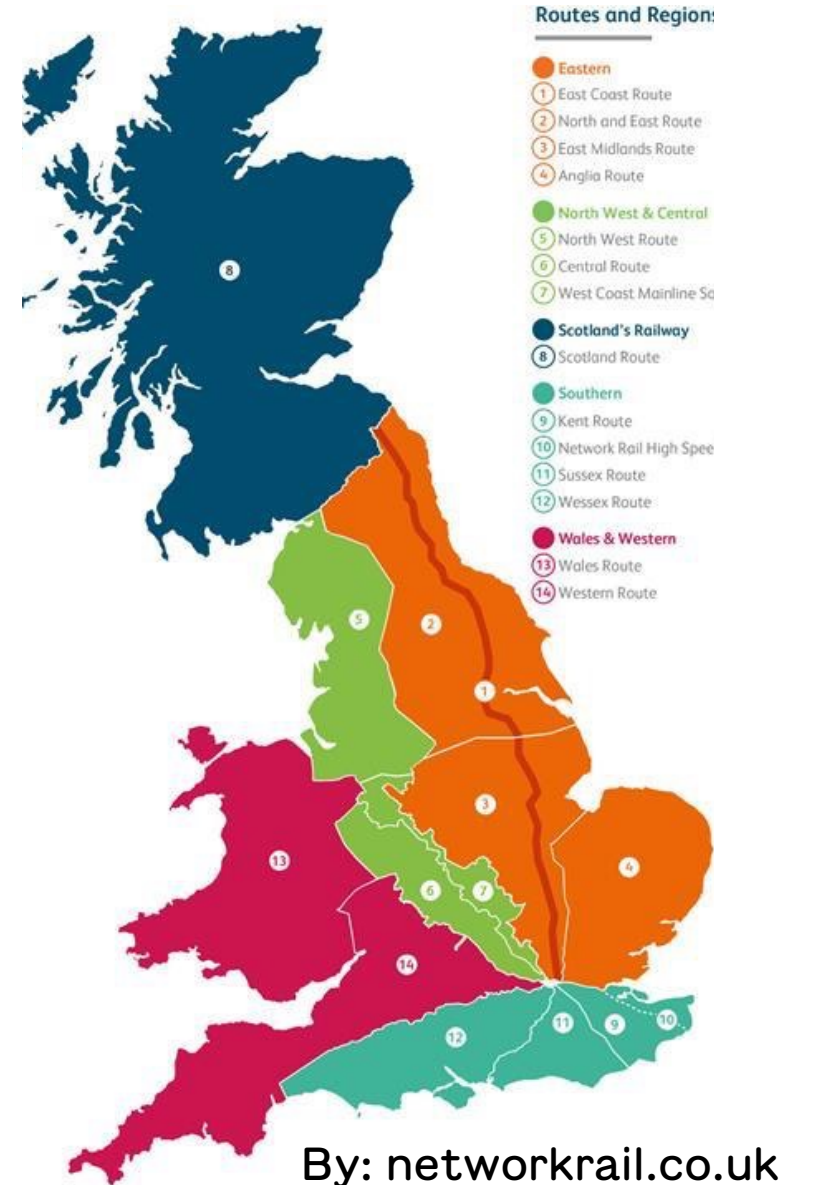 Routes and Regions
Eastern
1 East Coast Route
2 North and East Route
3 East Midlands Route
4 Anglia Route
North West & Central
5 North West Route
6 Central Route
7 West Coast Mainline So
Scotland's Railway
8 Scotland Route
Southern
9 Kent Route
10 Network Rail High Spee
11 Sussex Route
12 Wessex Route
Wales & Western
13 Wales Route
14 Western Route
8
5
2
1
3
4
13
6
7
14
12
11
9
10
By: networkrail.co.uk